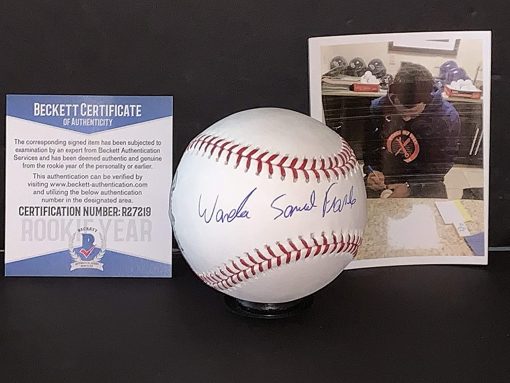 BECKETT CERTIFICATE
OF AUTHENTICITY
The corresponding signed item has been subjected to
examination by an expert from Beckett Authentication
Services and has been deemed authentic and genuine
from the rookie year of the personality or earlier.
This authentication can be verified by
visiting www.beckett-authentication.com
and utilizing the below authentication
number in the designated area.
CERTIFICATION NUMBER: R27219
ROOKIE YEAR
BECKETT
Wander Samuel Franco